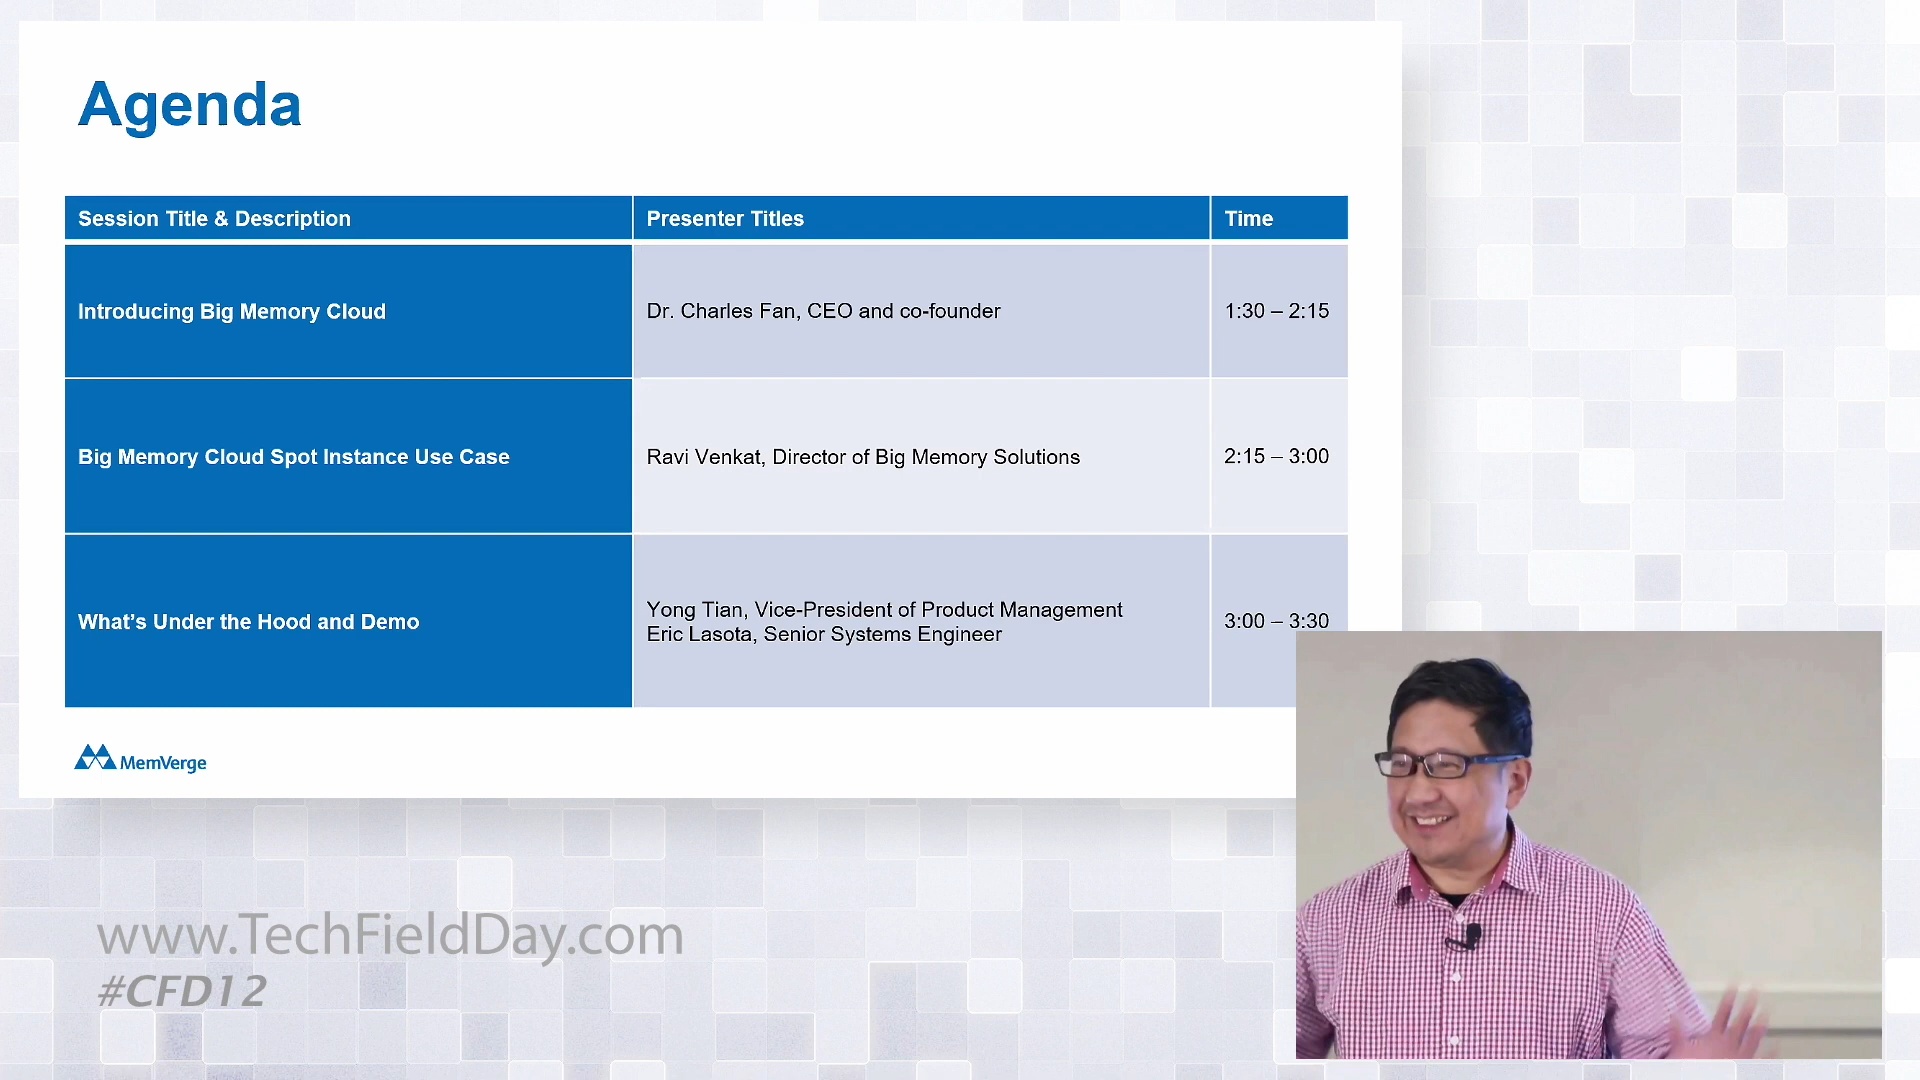 Agenda
Session Title & Description
Presenter Titles
Time
Introducing Big Memory Cloud
Dr. Charles Fan, CEO and co-founder
1:30 – 2:15
Big Memory Cloud Spot Instance Use Case
Ravi Venkat, Director of Big Memory Solutions
2:15 – 3:00
What's Under the Hood and Demo
Yong Tian, Vice-President of Product Management
Eric Lasota, Senior Systems Engineer
3:00 – 3:30
MemVerge
www.TechFieldDay.com
#CFD12